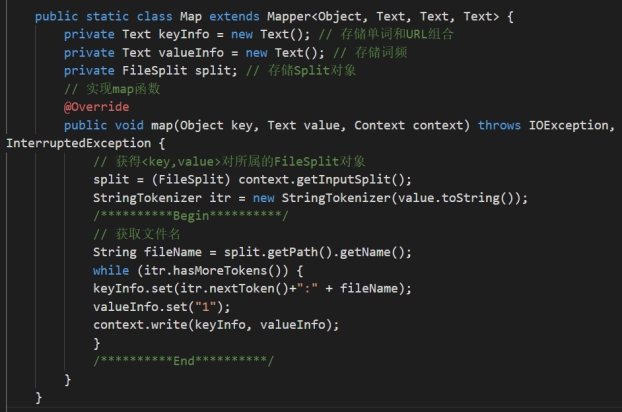 public static class Map extends Mapper<Object, Text, Text, Text> {
private Text keyInfo = new Text(); // 存储单词和URL组合
private Text valueInfo = new Text(); // 存储词频
private FileSplit split; // 存储Split对象
// 实现map函数
@Override
public void map(Object key, Text value, Context context) throws IOException,
InterruptedException {
// 获得<key,value>对所属的FileSplit对象
split = (FileSplit) context.getInputSplit();
StringTokenizer itr = new StringTokenizer(value.toString());
/**********Begin**********/
// 获取文件名
String fileName = split.getPath().getName();
while (itr.hasMoreTokens()) {
keyInfo.set(itr.nextToken()+":" + fileName);
valueInfo.set("1");
context.write(keyInfo, valueInfo);
}
/**********End**********/
}
}